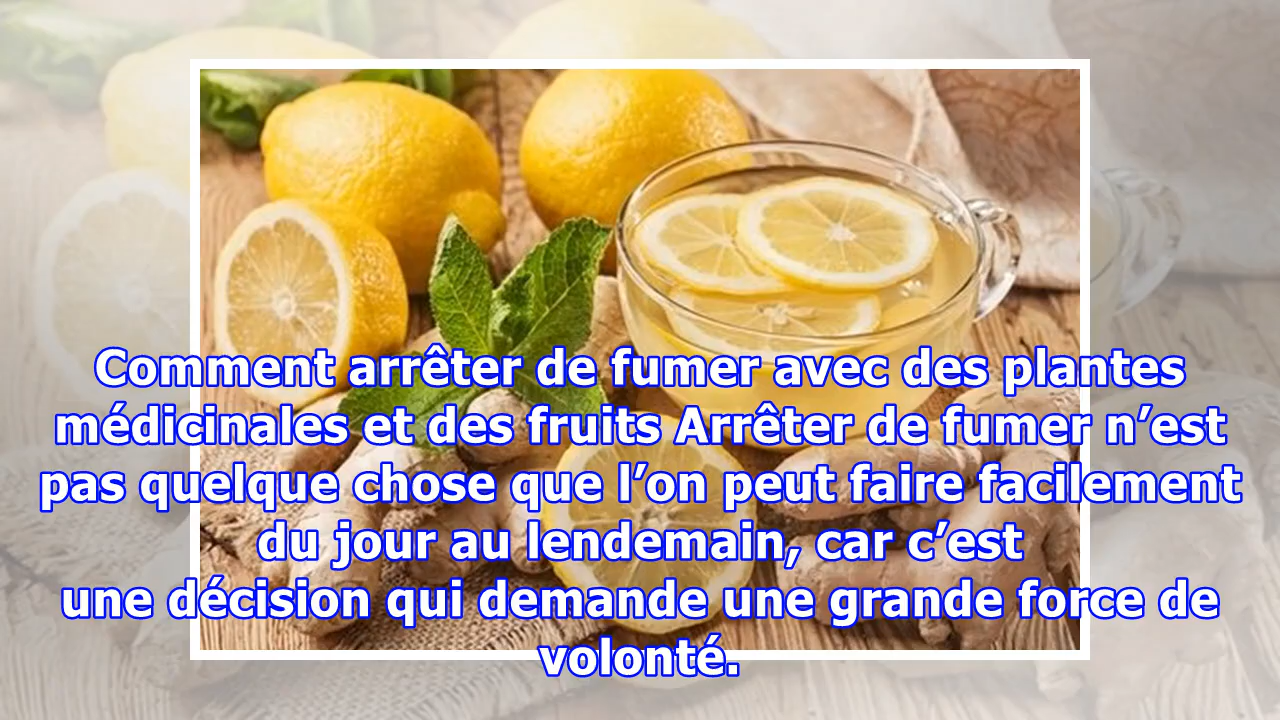 Comment arrêter de fumer avec des plantes
médicinales et des fruits Arrêter de fumer n’est
pas quelque chose que l’on peut faire facilement
du jour au lendemain, car c’est
une décision qui demande une grande force de
volonté.